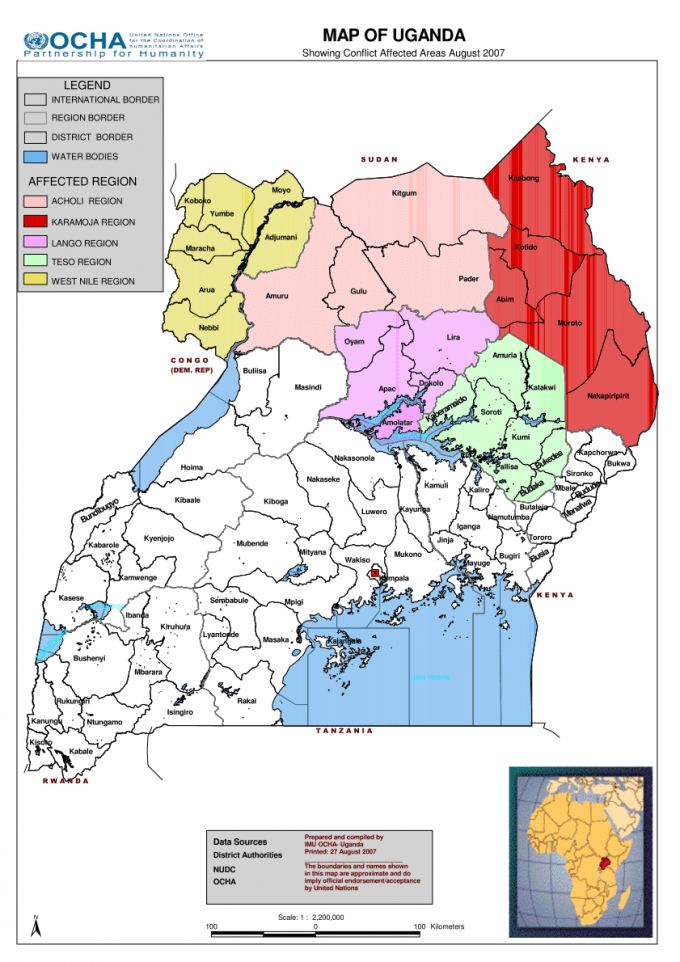 OCHA
United Nations Office
for the Coordination of
humanitarian Affairs
Partnership for Humanity
MAP OF UGANDA
Showing Conflict Affected Areas August 2007
LEGEND
INTERNATIONAL BORDER
REGION BORDER
DISTRICT BORDER
WATER BODIES
AFFECTED REGION
ACHOLI REGION
KARAMOJA REGION
LANGO REGION
TESO REGION
WEST NILE REGION
SUDAN
KENYA
Kaabong
Koboko
Moyo
Yumbe
Kitgum
Maracha
Adjumani
Kotido
Arua
Amuru
Gulu
Pader
Abim
Nebbi
Moroto
Oyam
Lira
CONGO
(DEM. REP)
Buliisa
Masindi
Amuria
Apac
Dokolo
Katakwi
Nakapiripirit
Kaberamaido
Soroti
Amolatar
Kumi
Nakasonola
Pallisa
Bukedea
Kapchorwa
Bukwa
Hoima
Nakaseke
Kamuli
Kaliro
Budaka
Sironko
Mbale
Bududa
Manafwa
Bundibugyo
Kibaale
Kiboga
Luwero
Kayunga
Namutumba
Butaleja
Kabarole
Kyenjojo
Mubende
Mityana
Wakiso
Mukono
Jinja
Iganga
Tororo
Bugiri
Busia
Mayuge
Kampala
Kamwenge
Kasese
Ibanda
Kiruhura
Sembabule
Mpigi
KENYA
Lyantonde
Masaka
Kalangala
Bushenyi
Mbarara
Rukungiri
Isingiro
Rakai
Kanungu
Ntungamo
Kisoro
Kabale
TANZANIA
RWANDA
Data Sources
District Authorities
NUDC
OCHA
Prepared and compiled by
IMU OCHA- Uganda
Printed: 27 August 2007
The boundaries and names shown
in this map are approximate and do
imply official endorsement/acceptance
by United Nations
N
Scale: 1 : 2,200,000
100 0 100 Kilometers